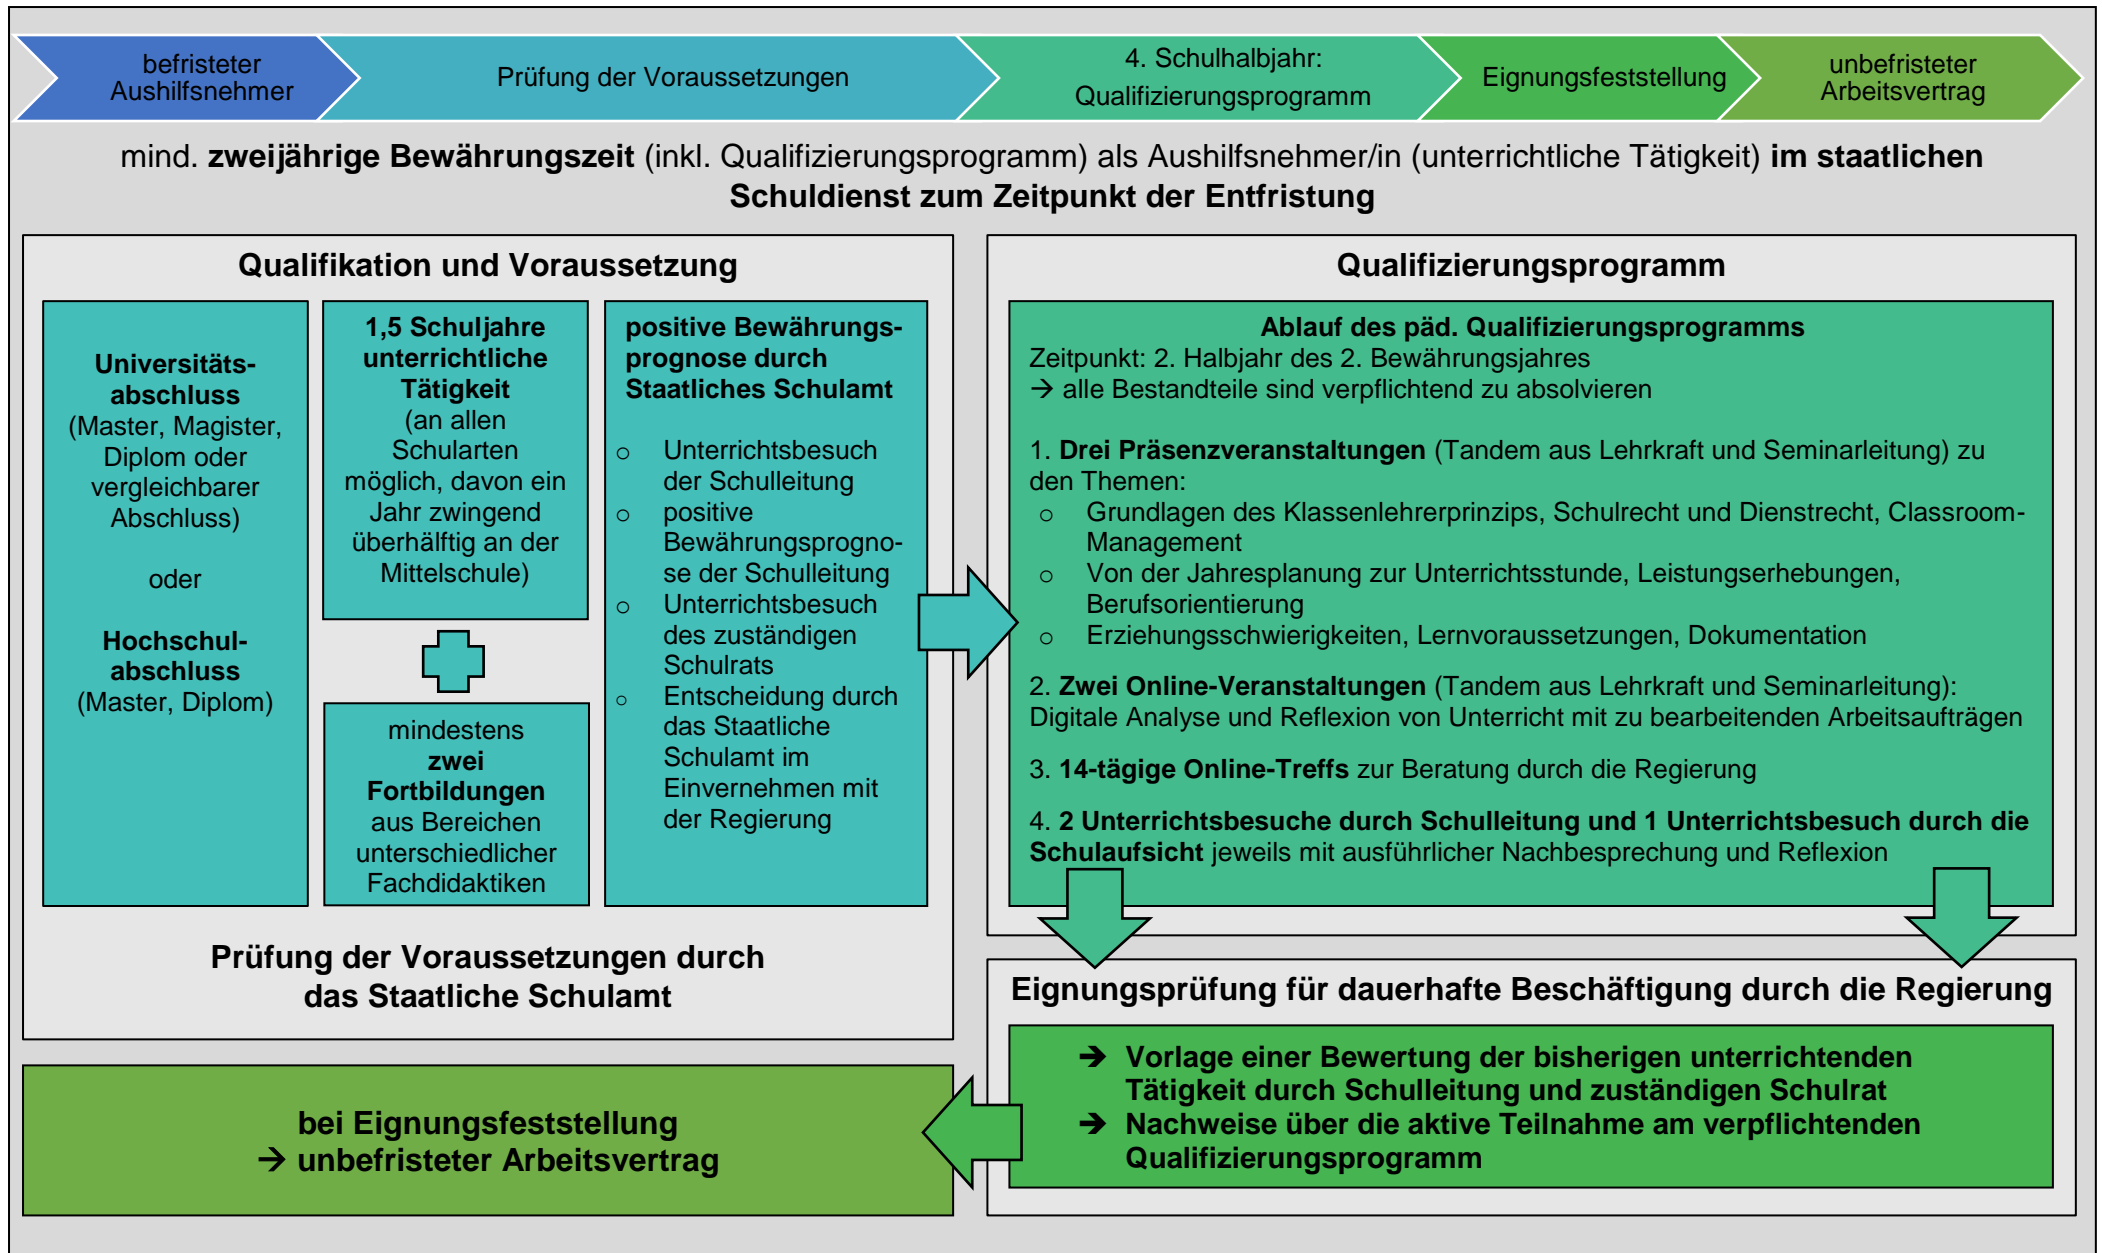 befristeter
Aushilfsnehmer
Prüfung der Voraussetzungen
4. Schulhalbjahr:
Qualifizierungsprogramm
Eignungsfeststellung
unbefristeter
Arbeitsvertrag
mind. zweijährige Bewährungszeit (inkl. Qualifizierungsprogramm) als Aushilfsnehmer/in (unterrichtliche Tätigkeit) im staatlichen
Schuldienst zum Zeitpunkt der Entfristung
Qualifikation und Voraussetzung
Universitäts-
abschluss
(Master, Magister,
Diplom oder
vergleichbarer
Abschluss)
oder
Hochschul-
abschluss
(Master, Diplom)
1,5 Schuljahre
unterrichtliche
Tätigkeit
(an allen
Schularten
möglich, davon ein
Jahr zwingend
überhälftig an der
Mittelschule)
mindestens
zwei
Fortbildungen
aus Bereichen
unterschiedlicher
Fachdidaktiken
positive Bewährungs-
prognose durch
Staatliches Schulamt
o Unterrichtsbesuch
der Schulleitung
o positive
Bewährungsprogno-
se der Schulleitung
o Unterrichtsbesuch
des zuständigen
Schulrats
o Entscheidung durch
das Staatliche
Schulamt im
Einvernehmen mit
der Regierung
Prüfung der Voraussetzungen durch
das Staatliche Schulamt
Qualifizierungsprogramm
Ablauf des päd. Qualifizierungsprogramms
Zeitpunkt: 2. Halbjahr des 2. Bewährungsjahres
→ alle Bestandteile sind verpflichtend zu absolvieren
1. Drei Präsenzveranstaltungen (Tandem aus Lehrkraft und Seminarleitung) zu
den Themen:
o Grundlagen des Klassenlehrerprinzips, Schulrecht und Dienstrecht, Classroom-
Management
o Von der Jahresplanung zur Unterrichtsstunde, Leistungserhebungen,
Berufsorientierung
o Erziehungsschwierigkeiten, Lernvoraussetzungen, Dokumentation
2. Zwei Online-Veranstaltungen (Tandem aus Lehrkraft und Seminarleitung):
Digitale Analyse und Reflexion von Unterricht mit zu bearbeitenden Arbeitsaufträgen
3. 14-tägige Online-Treffs zur Beratung durch die Regierung
4. 2 Unterrichtsbesuche durch Schulleitung und 1 Unterrichtsbesuch durch die
Schulaufsicht jeweils mit ausführlicher Nachbesprechung und Reflexion
Eignungsprüfung für dauerhafte Beschäftigung durch die Regierung
➔ Vorlage einer Bewertung der bisherigen unterrichtenden
Tätigkeit durch Schulleitung und zuständigen Schulrat
➔ Nachweise über die aktive Teilnahme am verpflichtenden
Qualifizierungsprogramm
bei Eignungsfeststellung
→ unbefristeter Arbeitsvertrag